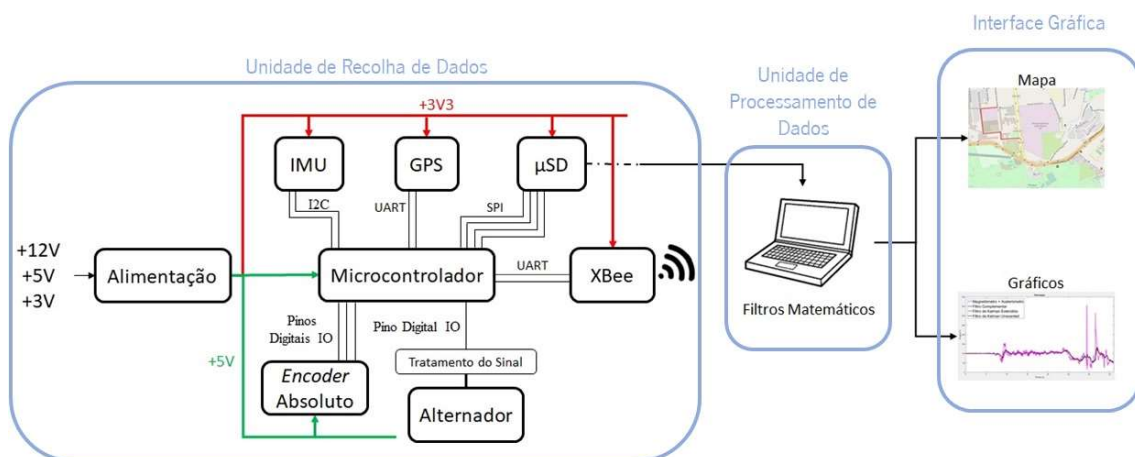 Interface Gráfica
Unidade de Recolha de Dados
Unidade de
Processamento de
Dados
Mapa
+3V3
IMU
GPS
µSD
I2C
UART
SPI
+12V
+5V
+3V
Alimentação
Microcontrolador
UART
XBee
Filtros Matemáticos
Gráficos
Pinos
Digitais IO
Pino Digital IO
+5V
Tratamento do Sinal
Encoder
Absoluto
Alternador